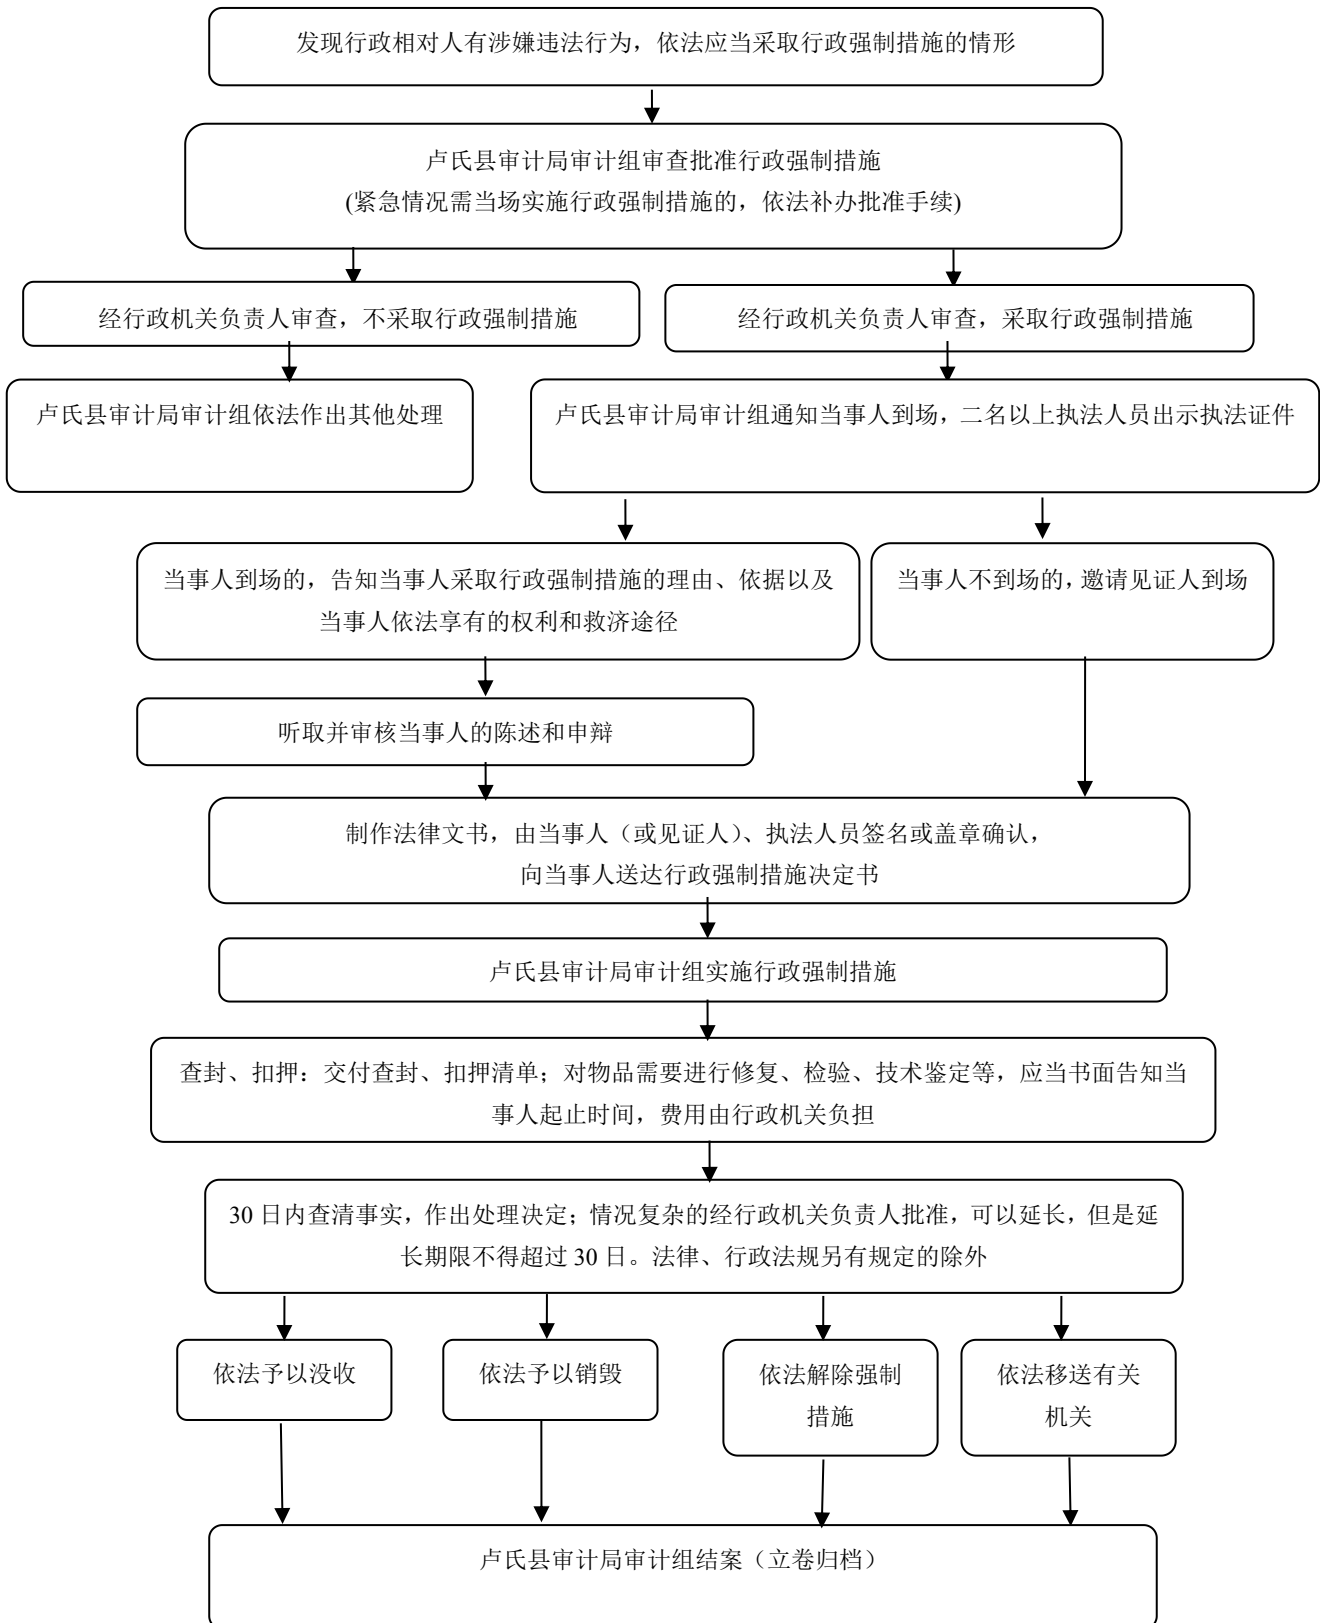 发现行政相对人有涉嫌违法行为，依法应当采取行政强制措施的情形
卢氏县审计局审计组审查批准行政强制措施
(紧急情况需当场实施行政强制措施的，依法补办批准手续)
经行政机关负责人审查，不采取行政强制措施
经行政机关负责人审查，采取行政强制措施
卢氏县审计局审计组依法作出其他处理
卢氏县审计局审计组通知当事人到场，二名以上执法人员出示执法证件
当事人到场的，告知当事人采取行政强制措施的理由、依据以及
当事人依法享有的权利和救济途径
当事人不到场的，邀请见证人到场
听取并审核当事人的陈述和申辩
制作法律文书，由当事人（或见证人）、执法人员签名或盖章确认，
向当事人送达行政强制措施决定书
卢氏县审计局审计组实施行政强制措施
查封、扣押：交付查封、扣押清单；对物品需要进行修复、检验、技术鉴定等，应当书面告知当
事人起止时间，费用由行政机关负担
30 日内查清事实，作出处理决定；情况复杂的经行政机关负责人批准，可以延长，但是延
长期限不得超过 30 日。法律、行政法规另有规定的除外
依法予以没收
依法予以销毁
依法解除强制
措施
依法移送有关
机关
卢氏县审计局审计组结案（立卷归档）